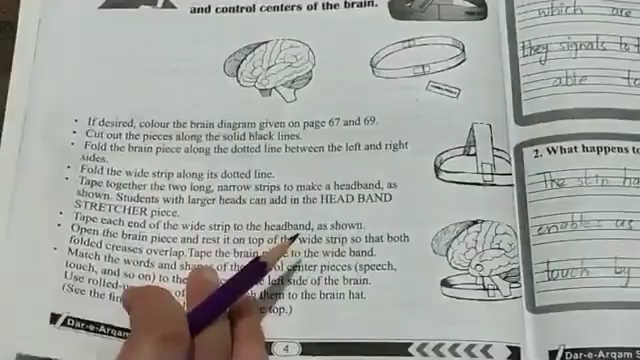 and control centers of the brain.
If desired, colour the brain diagram given on page 67 and 69.
Cut out the pieces along the solid black lines.
Fold the brain piece along the dotted line between the left and right
sides.
Fold the wide strip along its dotted line.
Tape together the two long, narrow strips to make a headband, as
shown. Students with larger heads can add in the HEAD BAND
STRETCHER piece.
Tape each end of the wide strip to the headband, as shown.
Open the brain piece and rest it on top of the wide strip so that both
folded creases overlap. Tape the brain to the wide band.
Match the words and shapes of the control center pieces (speech,
touch, and so on) to the left side of the brain.
Use of them to the brain hat.
(See the top.)
Dar-e-Arqam
4
which are
they signals to
able to
2. What happens to
The skin ha
enables us
touch by
Dar-e-Arqam S